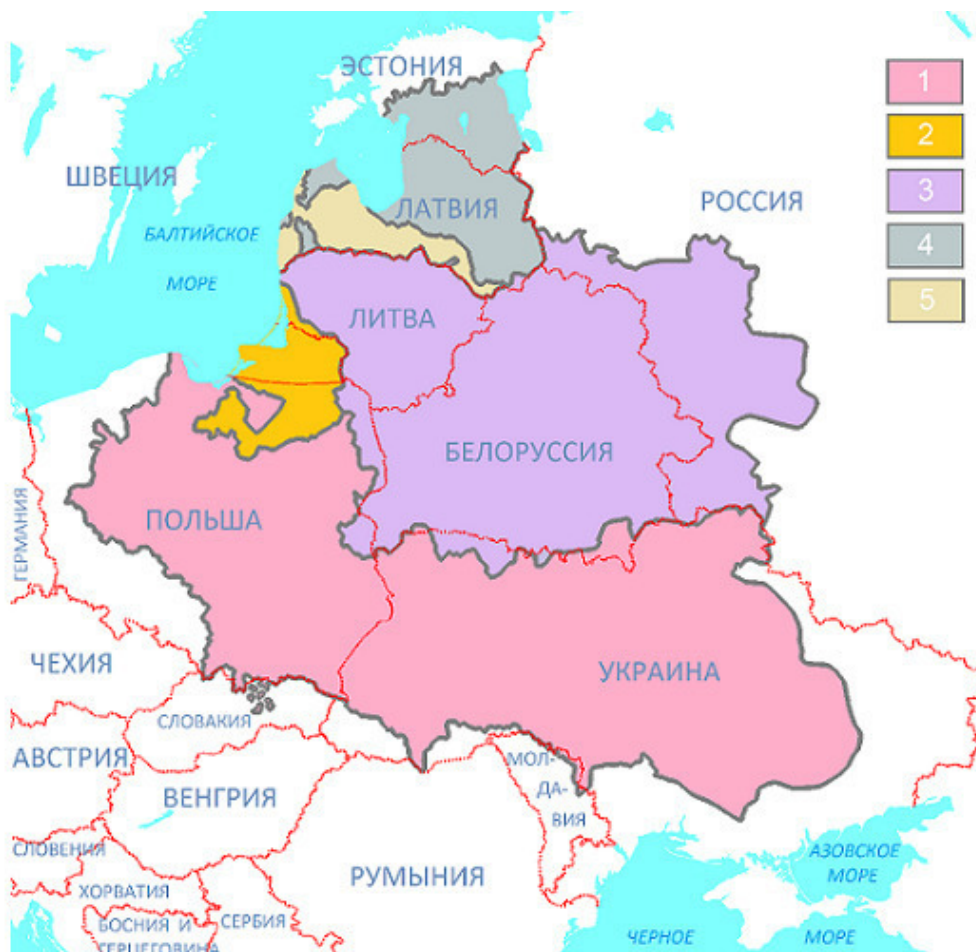 ЭСТОНИЯ
1
2
ШВЕЦИЯ
3
РОССИЯ
ЛАТВИЯ
БАЛТИЙСКОЕ
МОРЕ
4
5
ЛИТВА
БЕЛОРУССИЯ
ПОЛЬША
ГЕРМАНИЯ
ЧЕХИЯ
УКРАИНА
СЛОВАКИЯ
АВСТРИЯ
МОЛ-
ДА-
ВИЯ
ВЕНГРИЯ
СЛОВЕНИЯ
РУМЫНИЯ
АЗОВСКОЕ
МОРЕ
ХОРВАТИЯ
СЕРБИЯ
БОСНИЯ И
ГЕРЦЕГОВИНА
ЧЕРНОЕ
МОРЕ